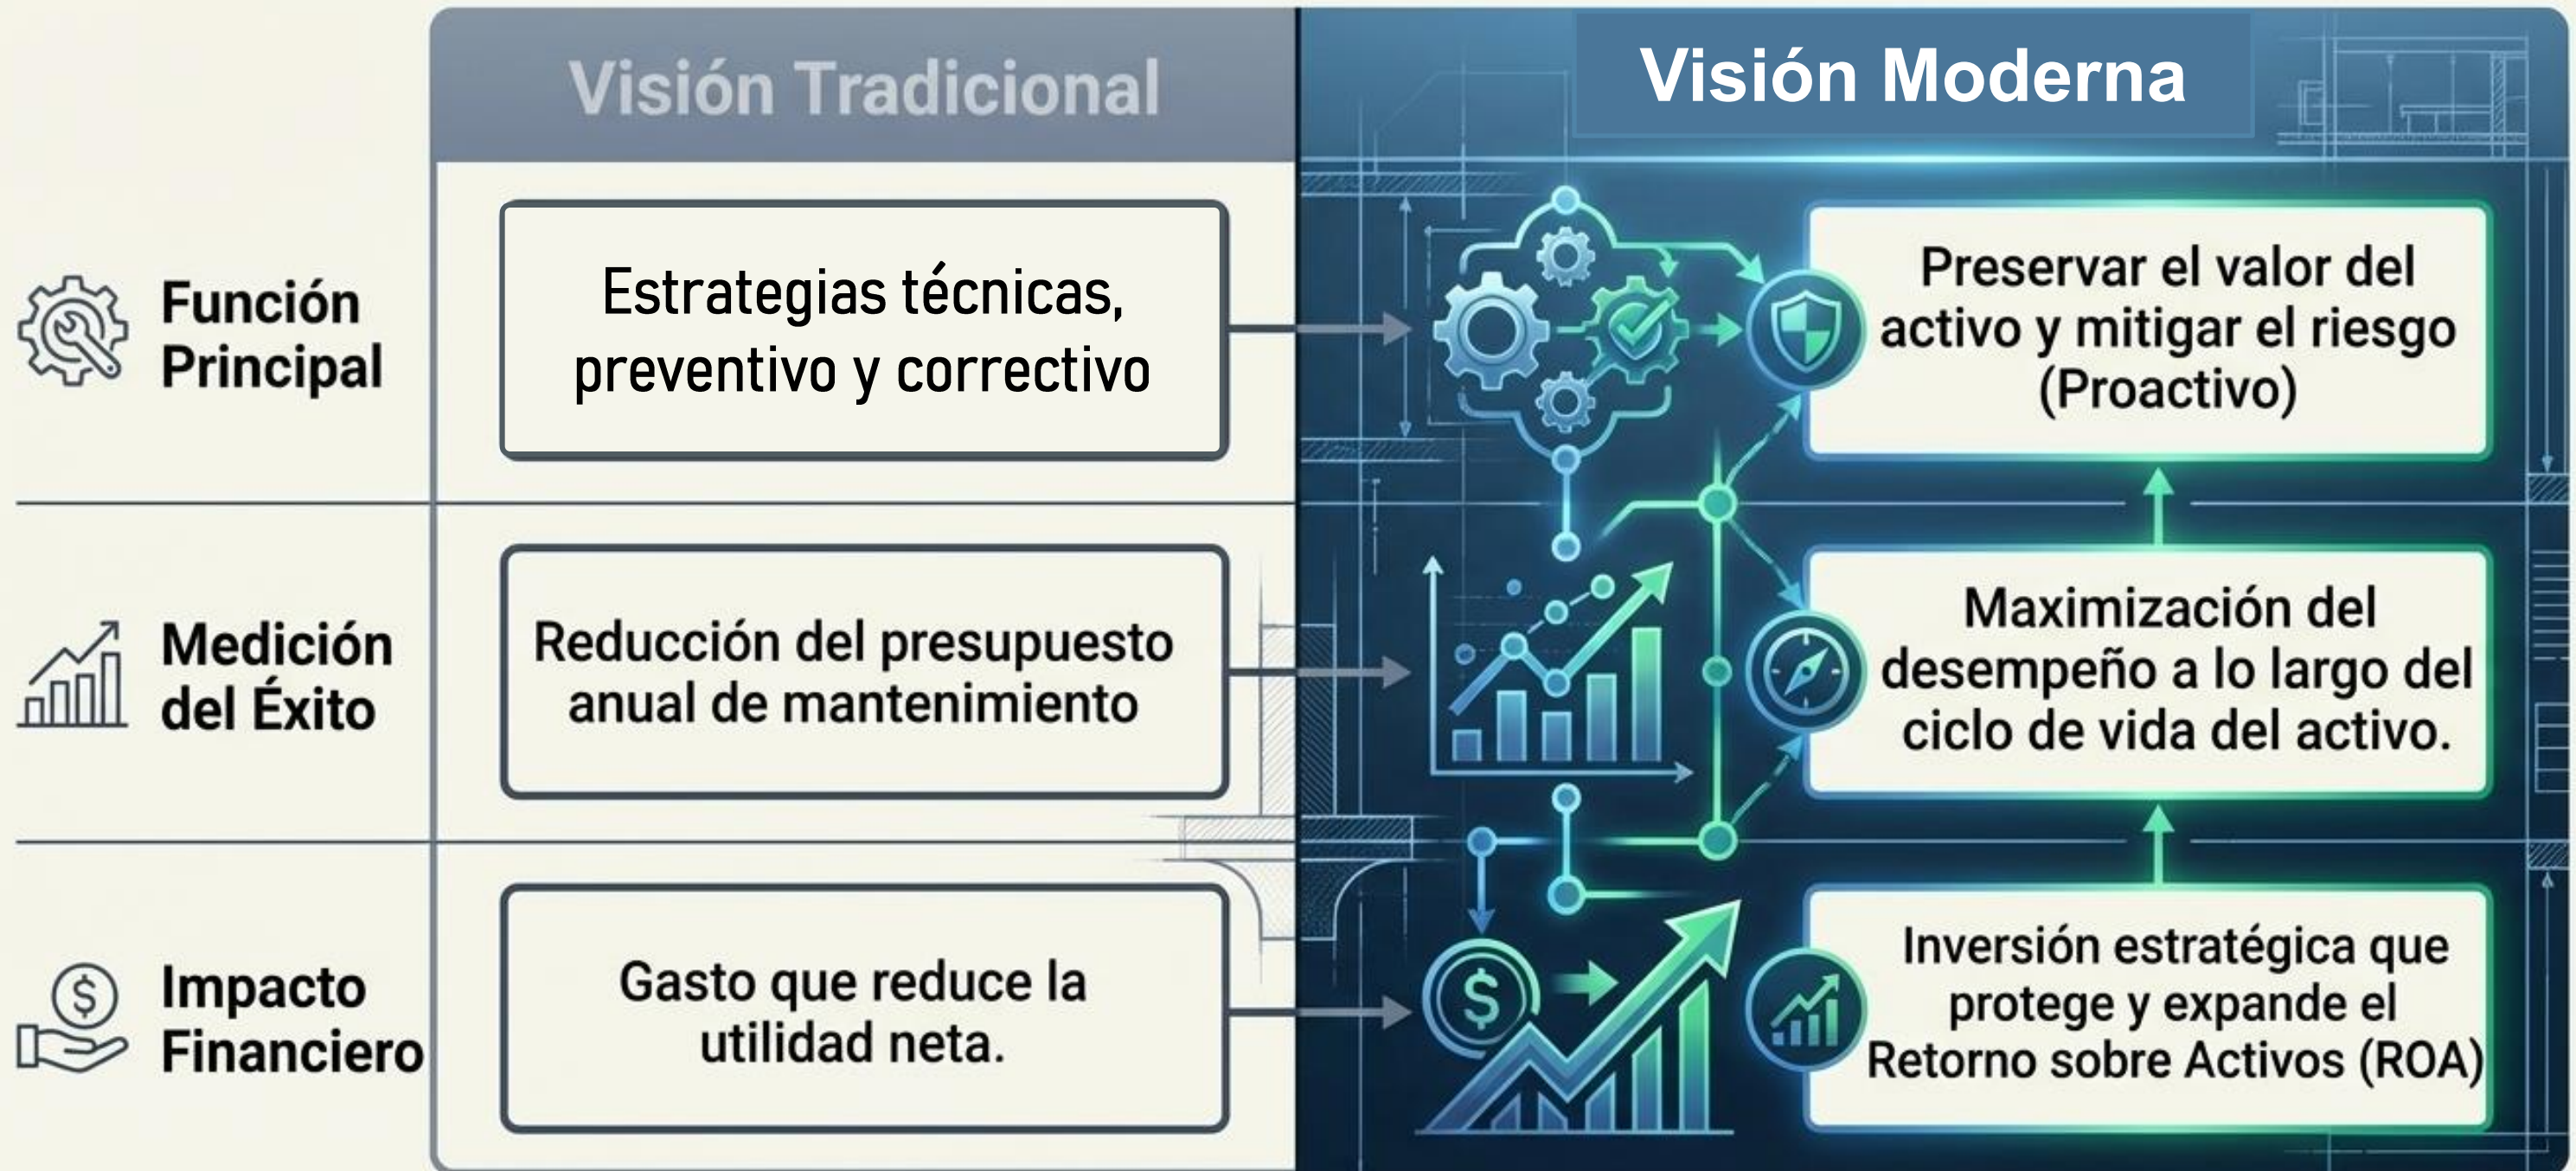 Visión Tradicional
Visión Moderna
Función
Principal
Estrategias técnicas,
preventivo y correctivo
Preservar el valor del
activo y mitigar el riesgo
(Proactivo)
Medición
del Éxito
Reducción del presupuesto
anual de mantenimiento
Maximización del
desempeño a lo largo del
ciclo de vida del activo.
Impacto
Financiero
Gasto que reduce la
utilidad neta.
Inversión estratégica que
protege y expande el
Retorno sobre Activos (ROA)